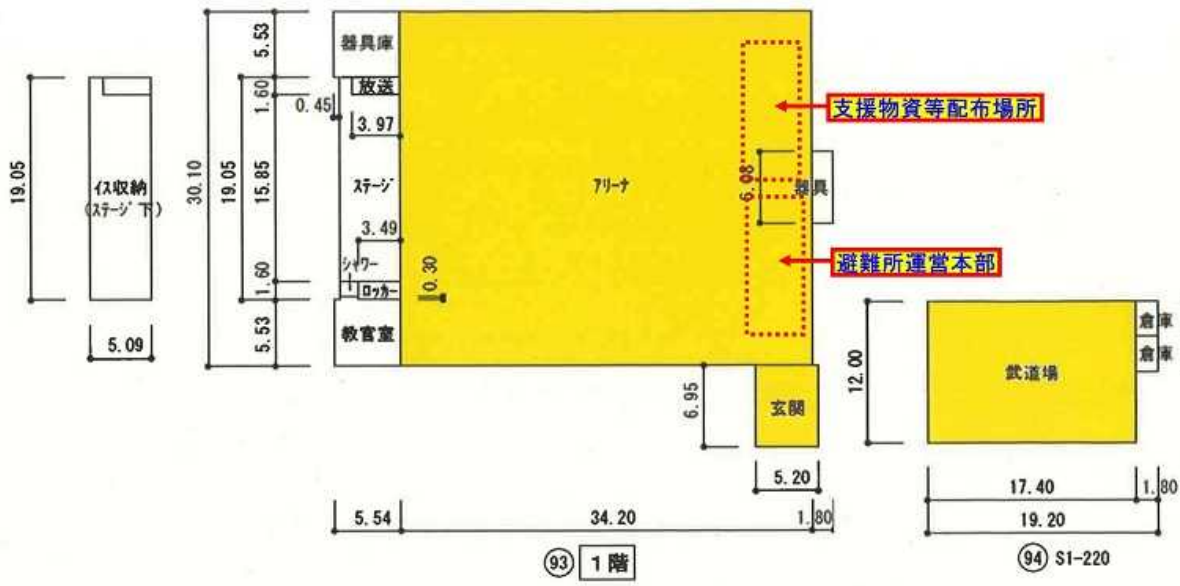 5.53
器具庫
放送
1.60
0.45
3.97
支援物資等配布場所
19.05
イス収納
(ステージ下)
30.10
19.05
15.85
ステージ
アリーナ
6.08
器具
3.49
シャワー
1.60
ロッカー
0.30
避難所運営本部
5.53
教官室
5.09
6.95
玄関
12.00
武道場
倉庫
倉庫
5.20
17.40
1.80
5.54
34.20
1.80
19.20
93 1階
94 S1-220